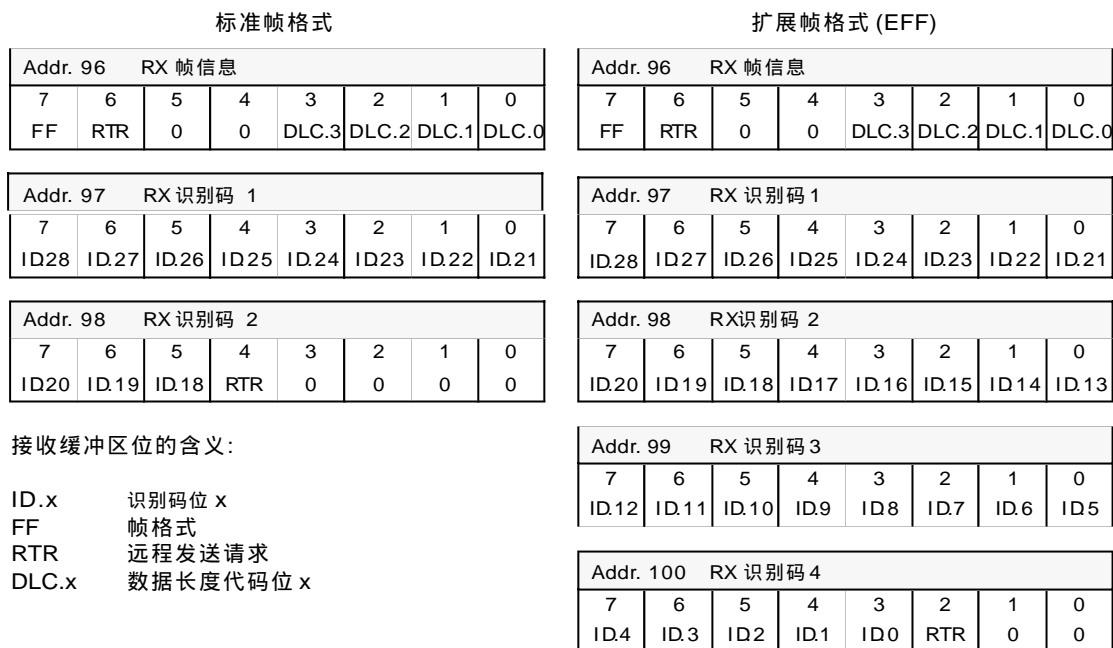 标准帧格式
Addr. 96 RX 帧信息
7 6 5 4 3 2 1 0
FF RTR 0 0 DLC.3 DLC.2 DLC.1 DLC.0
Addr. 97 RX 识别码 1
7 6 5 4 3 2 1 0
ID.28 ID.27 ID.26 ID.25 ID.24 ID.23 ID.22 ID.21
Addr. 98 RX 识别码 2
7 6 5 4 3 2 1 0
ID.20 ID.19 ID.18 RTR 0 0 0 0
接收缓冲区位的含义:
ID.x 识别码位 x
FF 帧格式
RTR 远程发送请求
DLC.x 数据长度代码位 x
扩展帧格式 (EFF)
Addr. 96 RX 帧信息
7 6 5 4 3 2 1 0
FF RTR 0 0 DLC.3 DLC.2 DLC.1 DLC.0
Addr. 97 RX 识别码 1
7 6 5 4 3 2 1 0
ID.28 ID.27 ID.26 ID.25 ID.24 ID.23 ID.22 ID.21
Addr. 98 RX识别码 2
7 6 5 4 3 2 1 0
ID.20 ID.19 ID.18 ID.17 ID.16 ID.15 ID.14 ID.13
Addr. 99 RX 识别码 3
7 6 5 4 3 2 1 0
ID.12 ID.11 ID.10 ID.9 ID.8 ID.7 ID.6 ID.5
Addr. 100 RX 识别码 4
7 6 5 4 3 2 1 0
ID.4 ID.3 ID.2 ID.1 ID.0 RTR 0 0